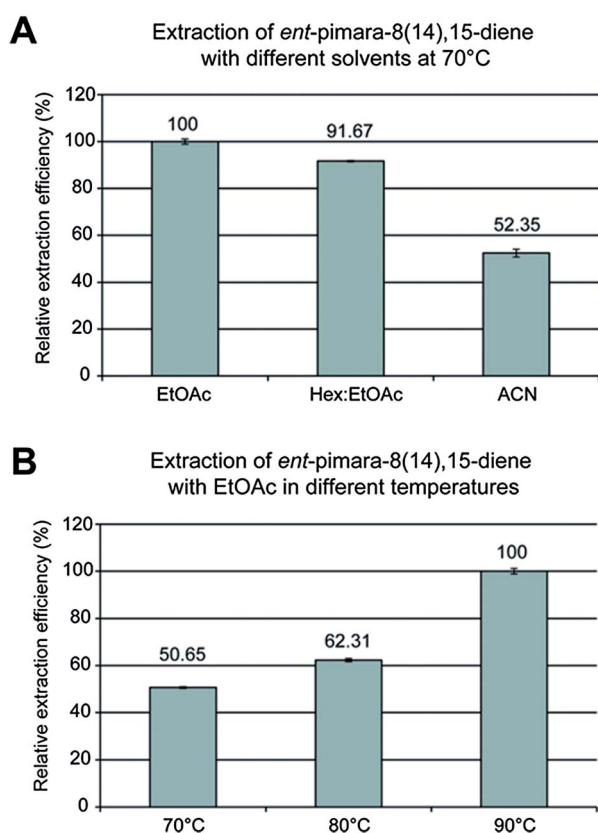 A
Extraction of ent-pimara-8(14),15-diene
with different solvents at 70°C
Relative extraction efficiency (%)
120
100
80
60
40
20
0
100
91.67
52.35
EtOAc
Hex:EtOAc
ACN
B
Extraction of ent-pimara-8(14),15-diene
with EtOAc in different temperatures
Relative extraction efficiency (%)
120
100
80
60
40
20
0
50.65
62.31
100
70°C
80°C
90°C